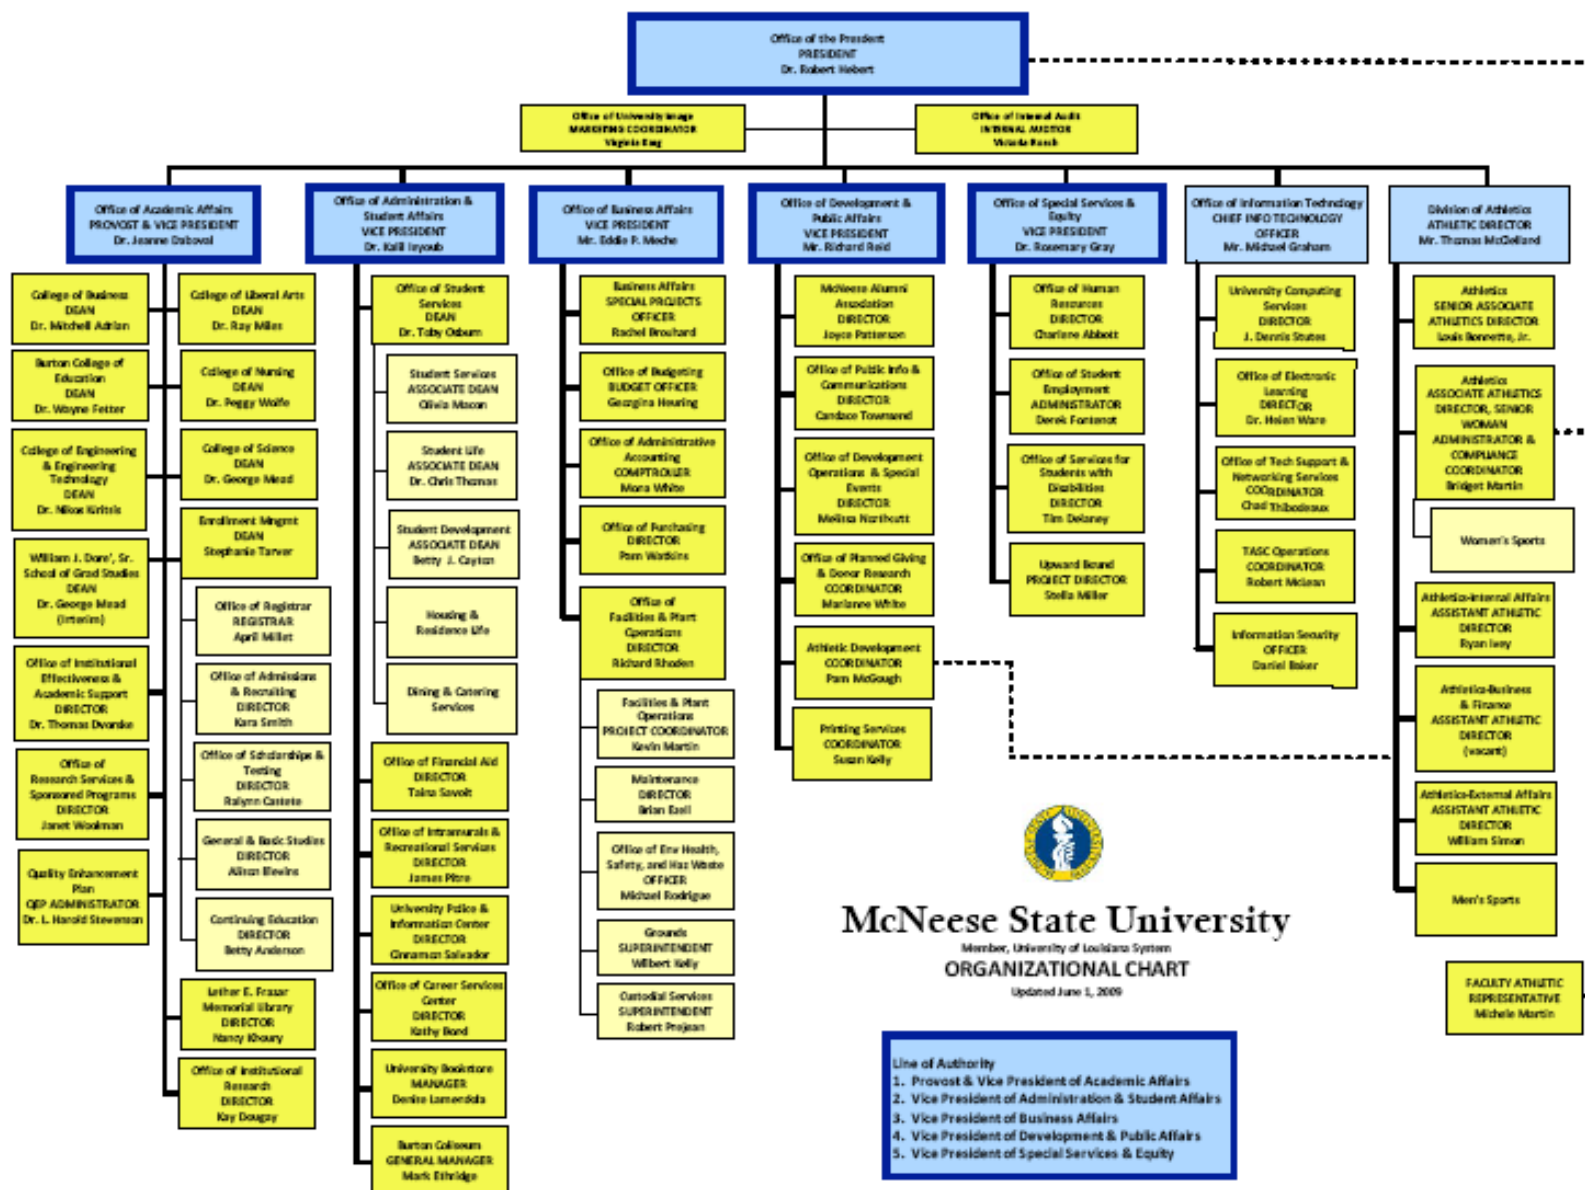 Office of the President
PRESIDENT
Dr. Robert Hebert
Office of University Image
MARKETING COORDINATOR
Virginia
Office of Internal Audit
INTERNAL AUDITOR
Victoria
Office of Academic Affairs
PROVOST & VICE PRESIDENT
Dr. Jeanne Daboval
College of Business
DEAN
Dr. Mitchell Adrian
College of Liberal Arts
DEAN
Dr. Ray Miles
Burton College of
Education
DEAN
Dr. Wayne Fetter
College of Nursing
DEAN
Dr. Peggy Wolfe
College of Engineering
& Engineering
Technology
DEAN
Dr. Nikos Kiritsis
College of Science
DEAN
Dr. George Mead
Enrollment Mngmt
DEAN
Stephanie Tarver
William J. Dore', Sr.
School of Grad Studies
DEAN
Dr. George Mead
(Interim)
Office of Registrar
REGISTRAR
April Millet
Office of Institutional
Effectiveness &
Academic Support
DIRECTOR
Dr. Thomas Dvorske
Office of Admissions
& Recruiting
DIRECTOR
Kara Smith
Office of
Research Services &
Sponsored Programs
DIRECTOR
Janet Woolman
Office of Scholarships &
Testing
DIRECTOR
Ralynn Castete
General & Basic Studies
DIRECTOR
Alison Blevins
Quality Enhancement
Plan
QEP ADMINISTRATOR
Dr. L. Harold Stevenson
Continuing Education
DIRECTOR
Betty Anderson
Lether E. Frazar
Memorial Library
DIRECTOR
Nancy Khoury
Office of Institutional
Research
DIRECTOR
Kay Dougay
Office of Administration &
Student Affairs
VICE PRESIDENT
Dr. Kalil Ieyoub
Office of Student
Services
DEAN
Dr. Toby Osburn
Student Services
ASSOCIATE DEAN
Olivia Macon
Student Life
ASSOCIATE DEAN
Dr. Chris Thomas
Student Development
ASSOCIATE DEAN
Betty J. Cayton
Housing &
Residence Life
Dining & Catering
Services
Office of Financial Aid
DIRECTOR
Taina Savoit
Office of Intramurals &
Recreational Services
DIRECTOR
James Pitre
University Police &
Information Center
DIRECTOR
Cinnamon Salvador
Office of Career Services
Center
DIRECTOR
Kathy Bond
University Bookstore
MANAGER
Denise Lamendola
Burton Coliseum
GENERAL MANAGER
Mark Ethridge
Office of Business Affairs
VICE PRESIDENT
Mr. Eddie P. Meche
Business Affairs
SPECIAL PROJECTS
OFFICER
Rachel Brouhard
Office of Budgeting
BUDGET OFFICER
Georgina Heuring
Office of Administrative
Accounting
COMPTROLLER
Mona White
Office of Purchasing
DIRECTOR
Pam Watkins
Office of
Facilities & Plant
Operations
DIRECTOR
Richard Rhoden
Facilities & Plant
Operations
PROJECT COORDINATOR
Kevin Martin
Maintenance
DIRECTOR
Brian Ezell
Office of Env Health,
Safety, and Haz Waste
OFFICER
Michael Rodrigue
Grounds
SUPERINTENDENT
Wilbert Kelly
Custodial Services
SUPERINTENDENT
Robert Prejean
Office of Development &
Public Affairs
VICE PRESIDENT
Mr. Richard Reid
McNeese Alumni
Association
DIRECTOR
Joyce Patterson
Office of Public Info &
Communications
DIRECTOR
Candace Townsend
Office of Development
Operations & Special
Events
DIRECTOR
Melissa Northcutt
Office of Planned Giving
& Donor Research
COORDINATOR
Marianne White
Athletic Development
COORDINATOR
Pam McGough
Printing Services
COORDINATOR
Susan Kelly
Office of Special Services &
Equity
VICE PRESIDENT
Dr. Rosemary Gray
Office of Human
Resources
DIRECTOR
Charlene Abbott
Office of Student
Employment
ADMINISTRATOR
Derek Fontenot
Office of Services for
Students with
Disabilities
DIRECTOR
Tim Delaney
Upward Bound
PROJECT DIRECTOR
Stella Miller
Office of Information Technology
CHIEF INFO TECHNOLOGY
OFFICER
Mr. Michael Graham
University Computing
Services
DIRECTOR
J. Dennis Stutes
Office of Electronic
Learning
DIRECTOR
Dr. Helen Ware
Office of Tech Support &
Networking Services
COORDINATOR
Chad Thibodeaux
TASC Operations
COORDINATOR
Robert McLean
Information Security
OFFICER
Daniel Baker
Division of Athletics
ATHLETIC DIRECTOR
Mr. Thomas McClelland
Athletics
SENIOR ASSOCIATE
ATHLETICS DIRECTOR
Louis Bonnette, Jr.
Athletics
ASSOCIATE ATHLETICS
DIRECTOR, SENIOR
WOMAN
ADMINISTRATOR &
COMPLIANCE
COORDINATOR
Bridget Martin
Women's Sports
Athletics-Internal Affairs
ASSISTANT ATHLETIC
DIRECTOR
Ryan Ivey
Athletics-Business
& Finance
ASSISTANT ATHLETIC
DIRECTOR
(vacant)
Athletics-External Affairs
ASSISTANT ATHLETIC
DIRECTOR
William Simon
Men's Sports
FACULTY ATHLETIC
REPRESENTATIVE
Michele Martin
McNeese State University
Member, University of Louisiana System
ORGANIZATIONAL CHART
Updated June 1, 2009
Line of Authority
1. Provost & Vice President of Academic Affairs
2. Vice President of Administration & Student Affairs
3. Vice President of Business Affairs
4. Vice President of Development & Public Affairs
5. Vice President of Special Services & Equity